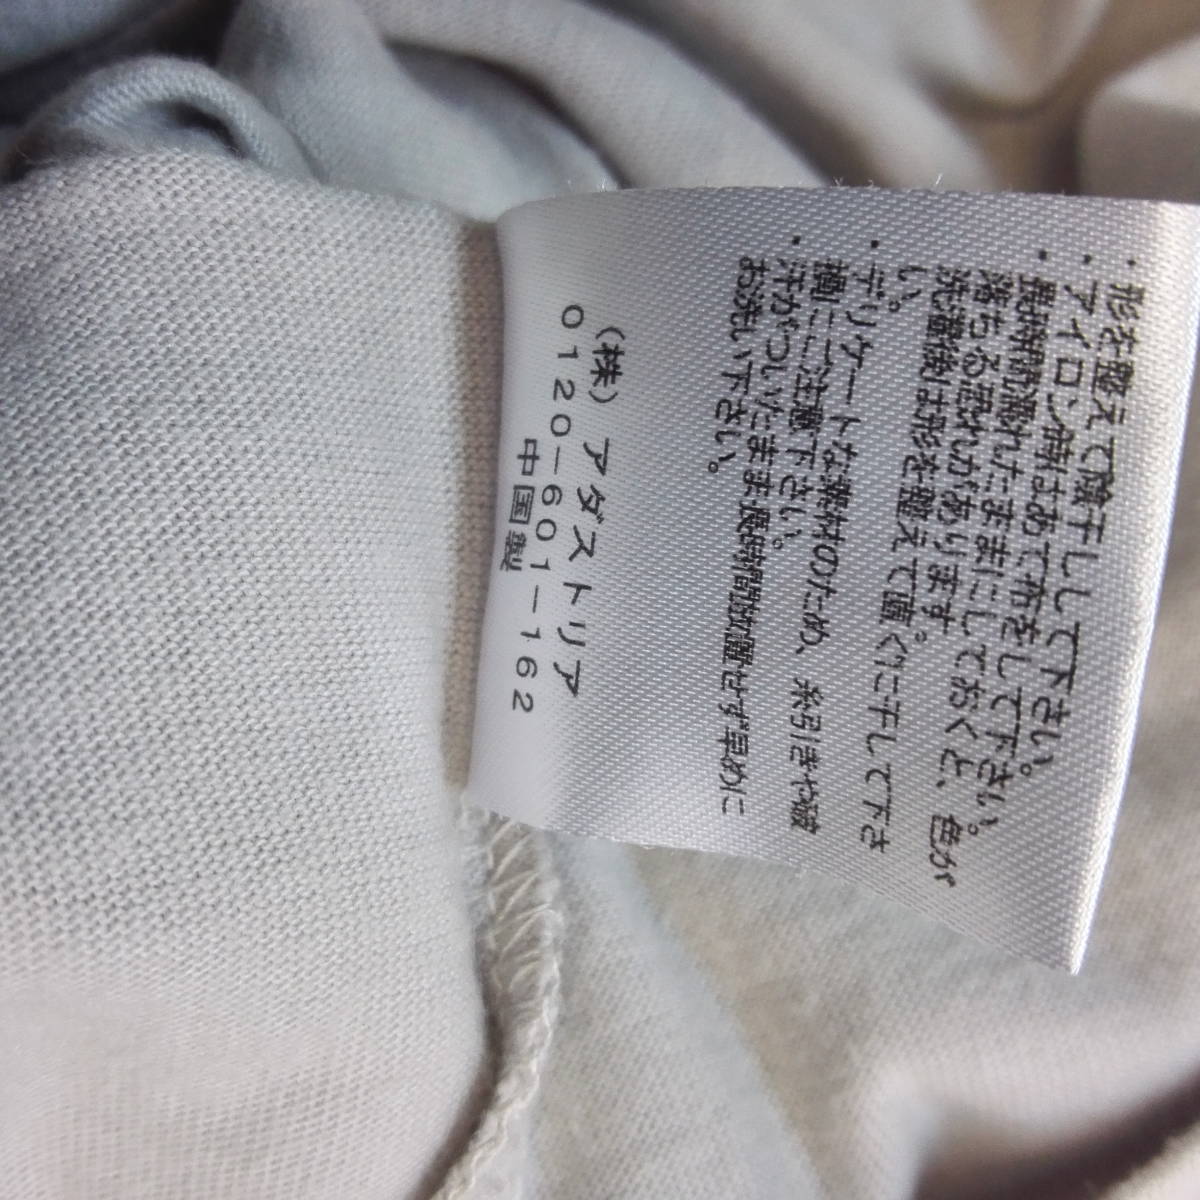 ・形を整えて陰干しして下さい。
・アイロン時はあて布をして下さい。
・長時間濡れたままにしておくと、色が
落ちる恐れがあります。
洗濯後は形を整えて直ぐに干して下さ
い。
・デリケートな素材のため、糸引きや破
損にご注意下さい。
・汗がついたまま長時間放置せず早めに
お洗い下さい。
(株)アダストリア
0120-601-162
中国製